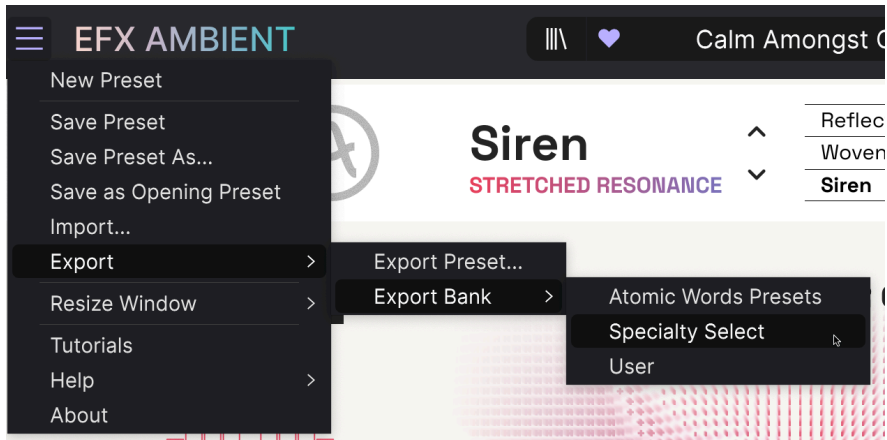 EFX AMBIENT
Calm Amongst
New Preset
Save Preset
Save Preset As...
Save as Opening Preset
Import...
Export
Resize Window
Tutorials
Help
About
Export Preset...
Export Bank
Atomic Words Presets
Specialty Select
User
Siren
STRETCHED RESONANCE
Reflec
Woven
Siren